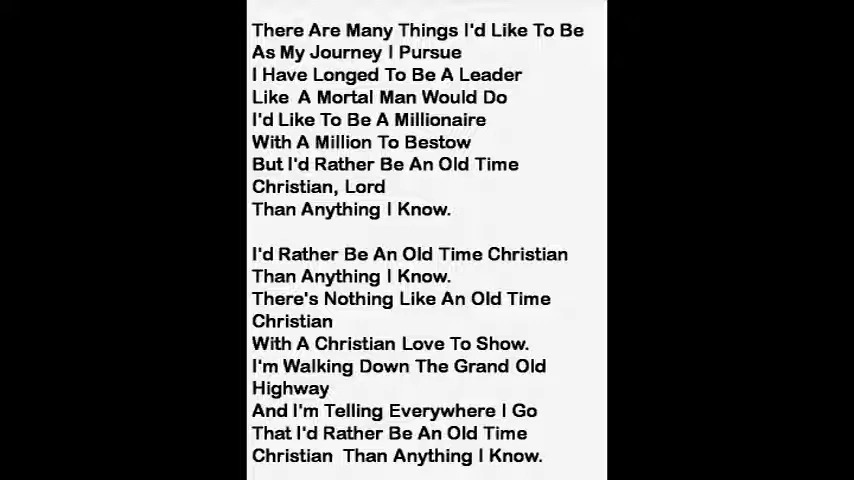 There Are Many Things I'd Like To Be
As My Journey I Pursue
I Have Longed To Be A Leader
Like A Mortal Man Would Do
I'd Like To Be A Millionaire
With A Million To Bestow
But I'd Rather Be An Old Time
Christian, Lord
Than Anything I Know.

I'd Rather Be An Old Time Christian
Than Anything I Know.
There's Nothing Like An Old Time
Christian
With A Christian Love To Show.
I'm Walking Down The Grand Old
Highway
And I'm Telling Everywhere I Go
That I'd Rather Be An Old Time
Christian Than Anything I Know.